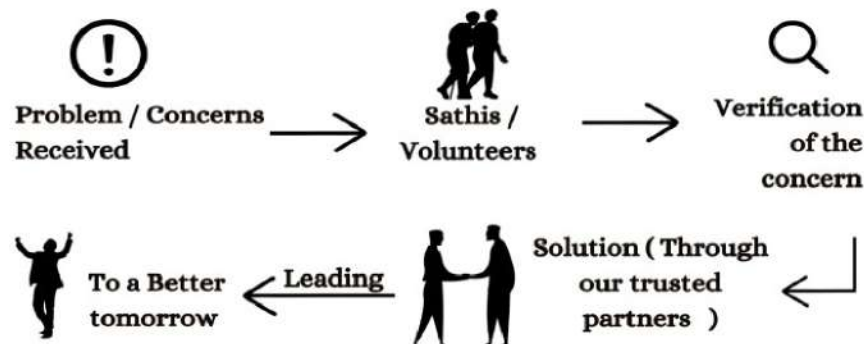 Problem / Concerns
Received
Sathis /
Volunteers
Verification
of the
concern
Solution ( Through
our trusted
partners )
Leading
To a Better
tomorrow